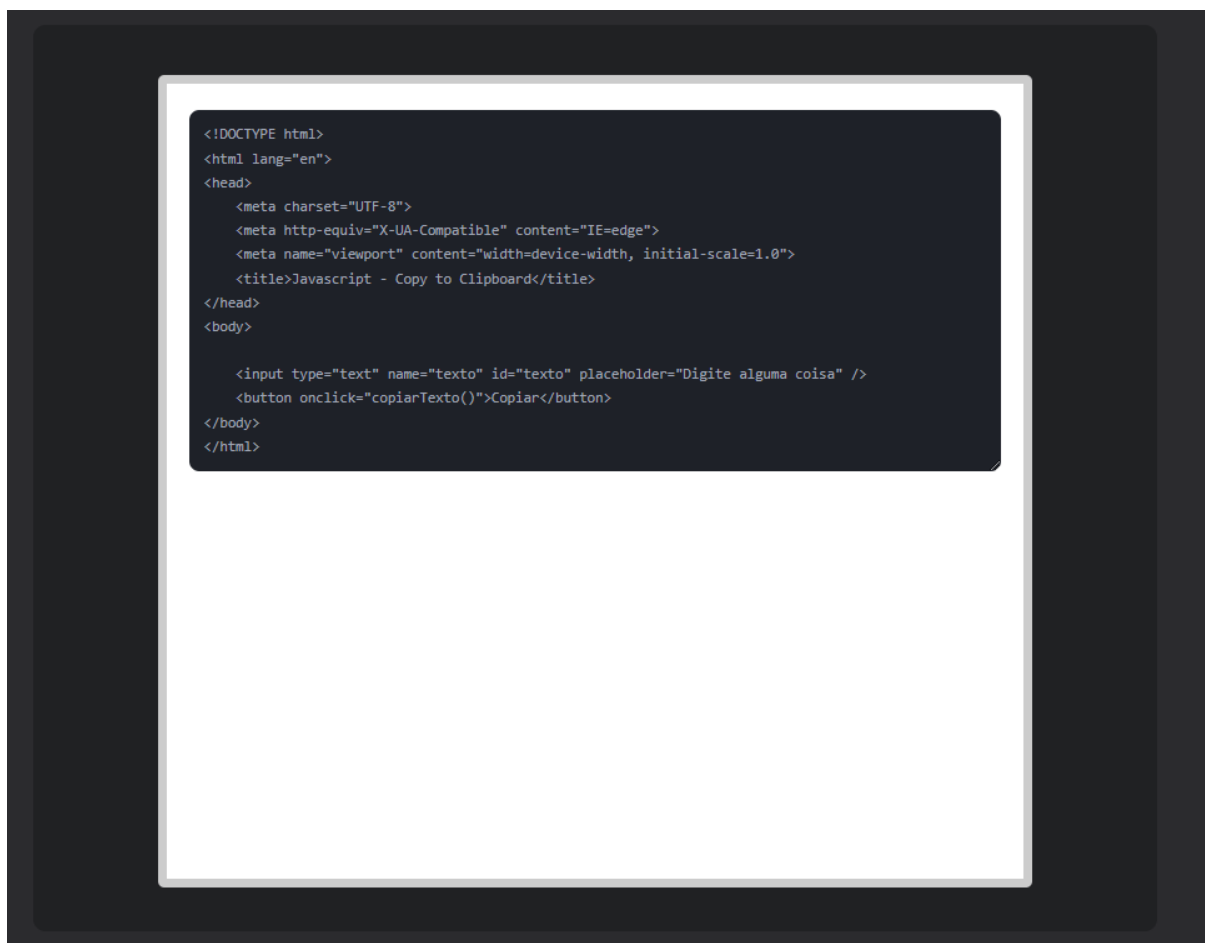 <!DOCTYPE html>
<html lang="en">
<head>
    <meta charset="UTF-8">
    <meta http-equiv="X-UA-Compatible" content="IE=edge">
    <meta name="viewport" content="width=device-width, initial-scale=1.0">
    <title>Javascript - Copy to Clipboard</title>
</head>
<body>
    <input type="text" name="texto" id="texto" placeholder="Digite alguma coisa" />
    <button onclick="copiarTexto()">Copiar</button>
</body>
</html>